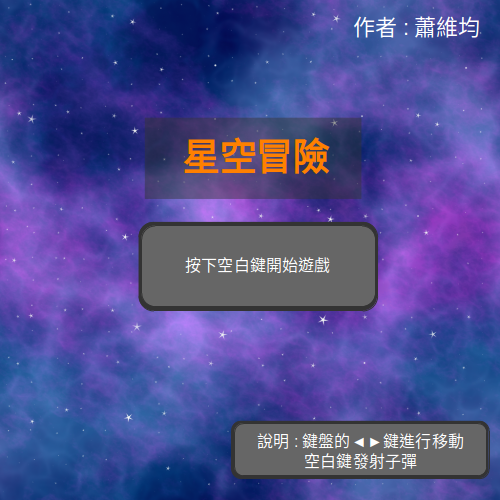 作者 : 蕭維均
星空冒險
按下空白鍵開始遊戲
說明 : 鍵盤的◄►鍵進行移動
空白鍵發射子彈